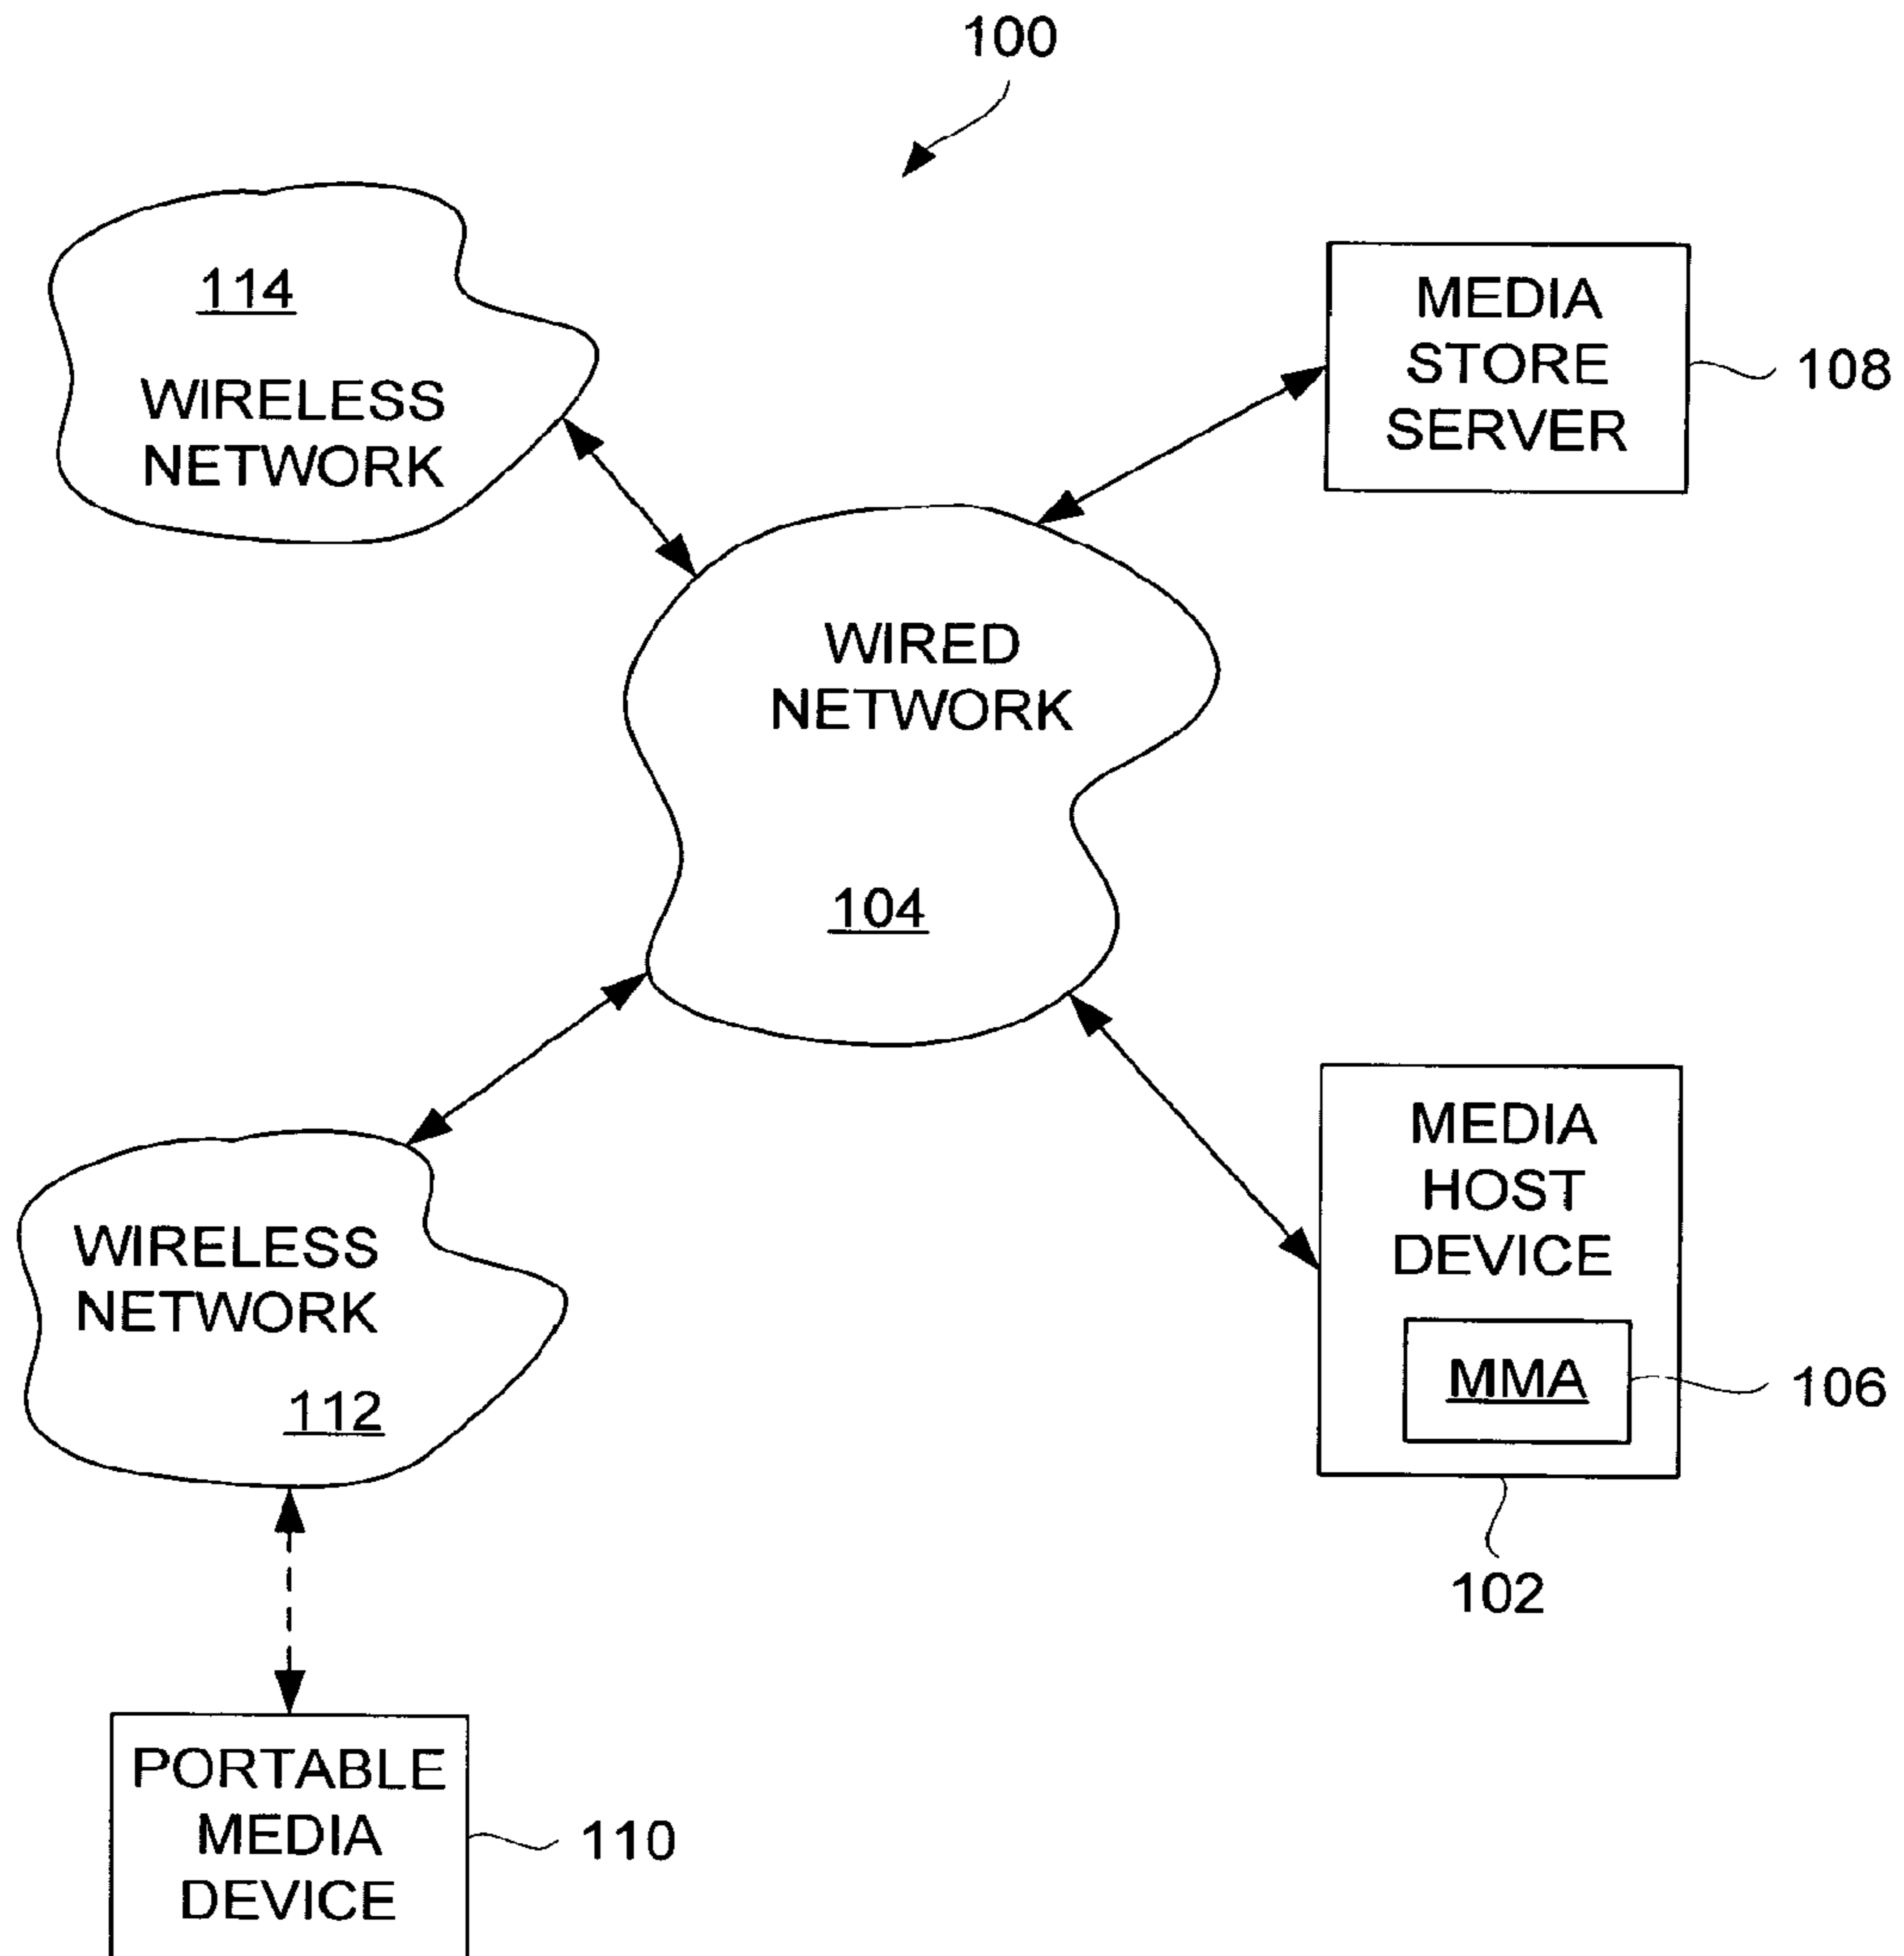 100
114
WIRELESS
NETWORK
MEDIA
STORE
SERVER
108
WIRED
NETWORK
104
WIRELESS
NETWORK
112
MEDIA
HOST
DEVICE
MMA
106
102
PORTABLE
MEDIA
DEVICE
110